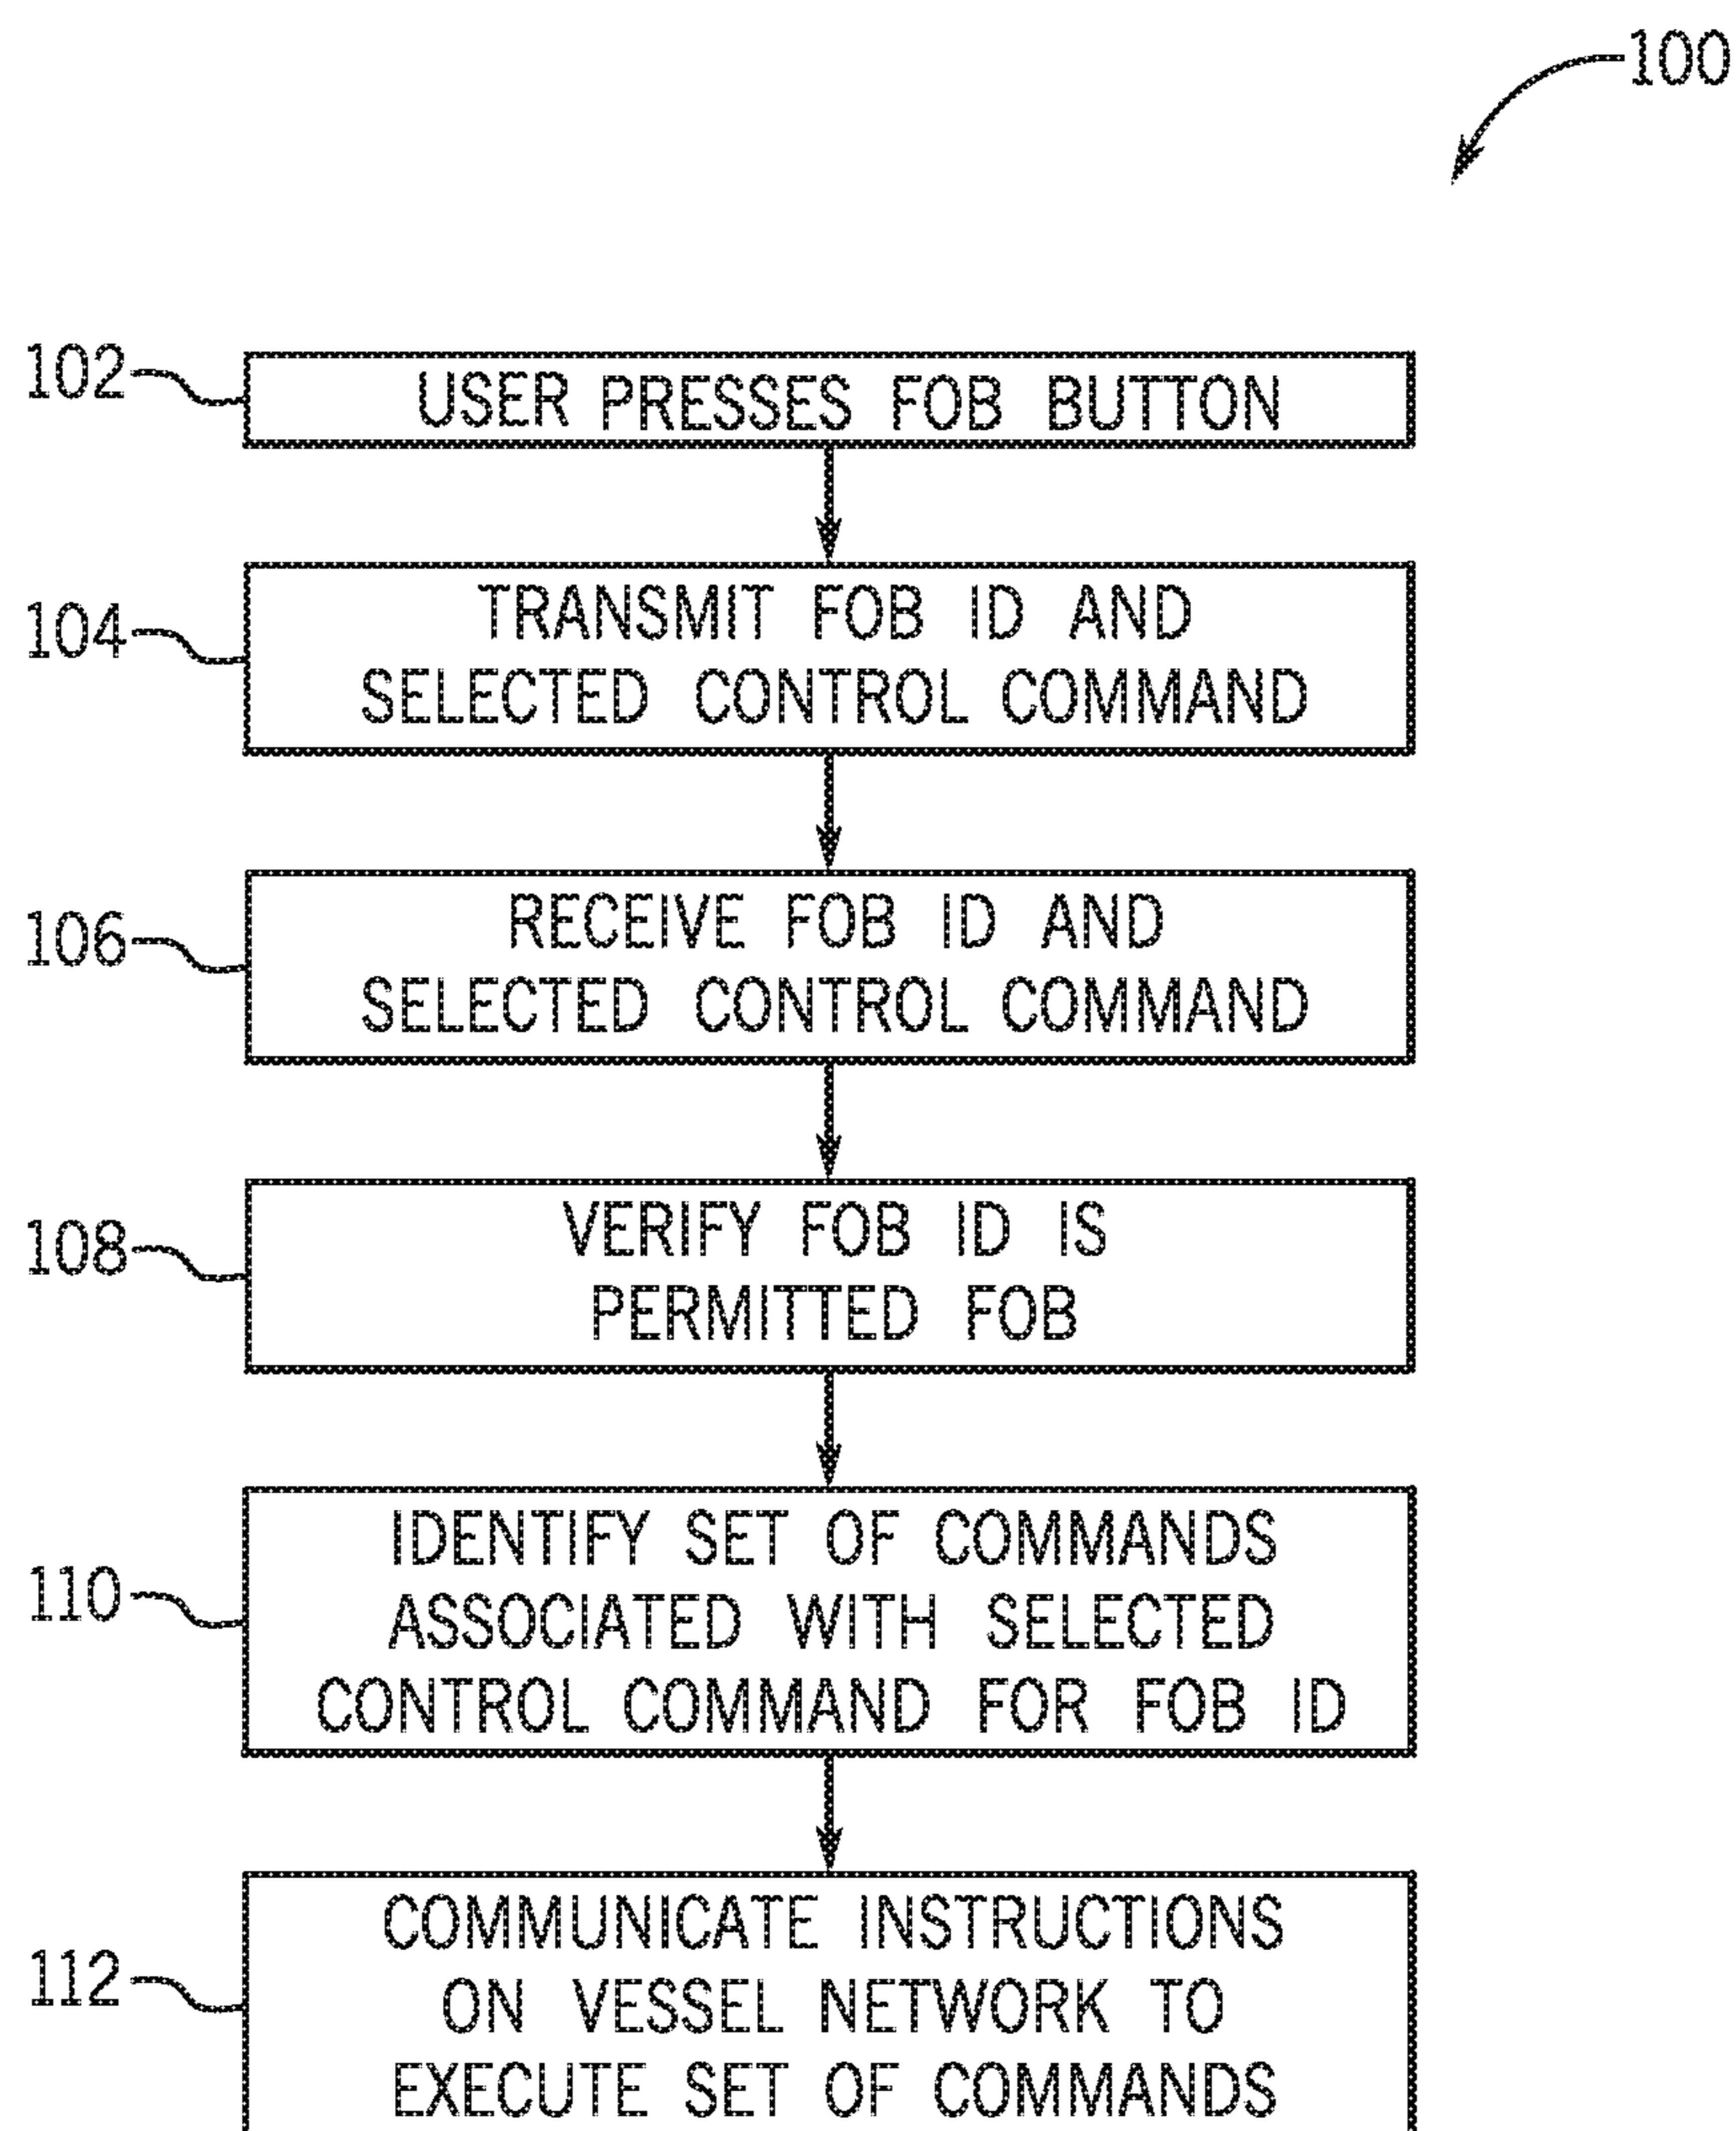 100
102
USER PRESSES FOB BUTTON
104
TRANSMIT FOB ID AND
SELECTED CONTROL COMMAND
106
RECEIVE FOB ID AND
SELECTED CONTROL COMMAND
108
VERIFY FOB ID IS
PERMITTED FOB
110
IDENTIFY SET OF COMMANDS
ASSOCIATED WITH SELECTED
CONTROL COMMAND FOR FOB ID
112
COMMUNICATE INSTRUCTIONS
ON VESSEL NETWORK TO
EXECUTE SET OF COMMANDS